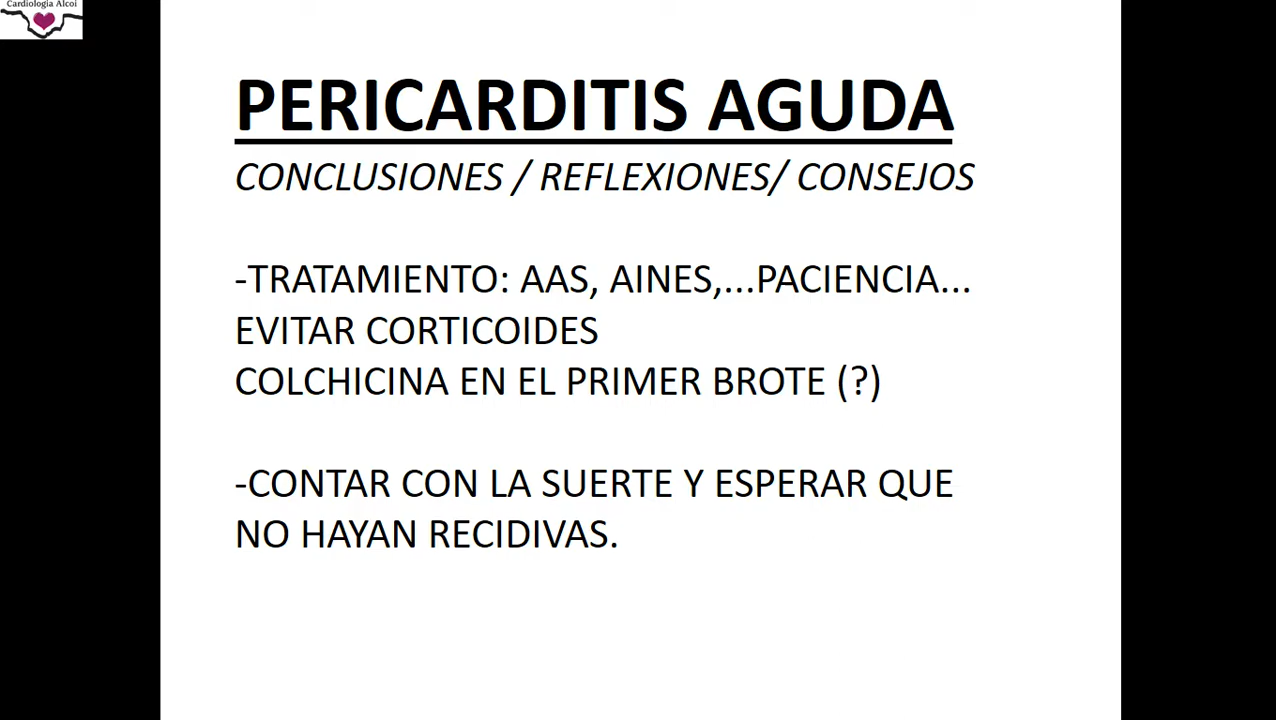 Cardiología Alcoi
PERICARDITIS AGUDA
CONCLUSIONES / REFLEXIONES/ CONSEJOS
-TRATAMIENTO: AAS, AINES,...PACIENCIA...
EVITAR CORTICOIDES
COLCHICINA EN EL PRIMER BROTE (?)
-CONTAR CON LA SUERTE Y ESPERAR QUE
NO HAYAN RECIDIVAS.